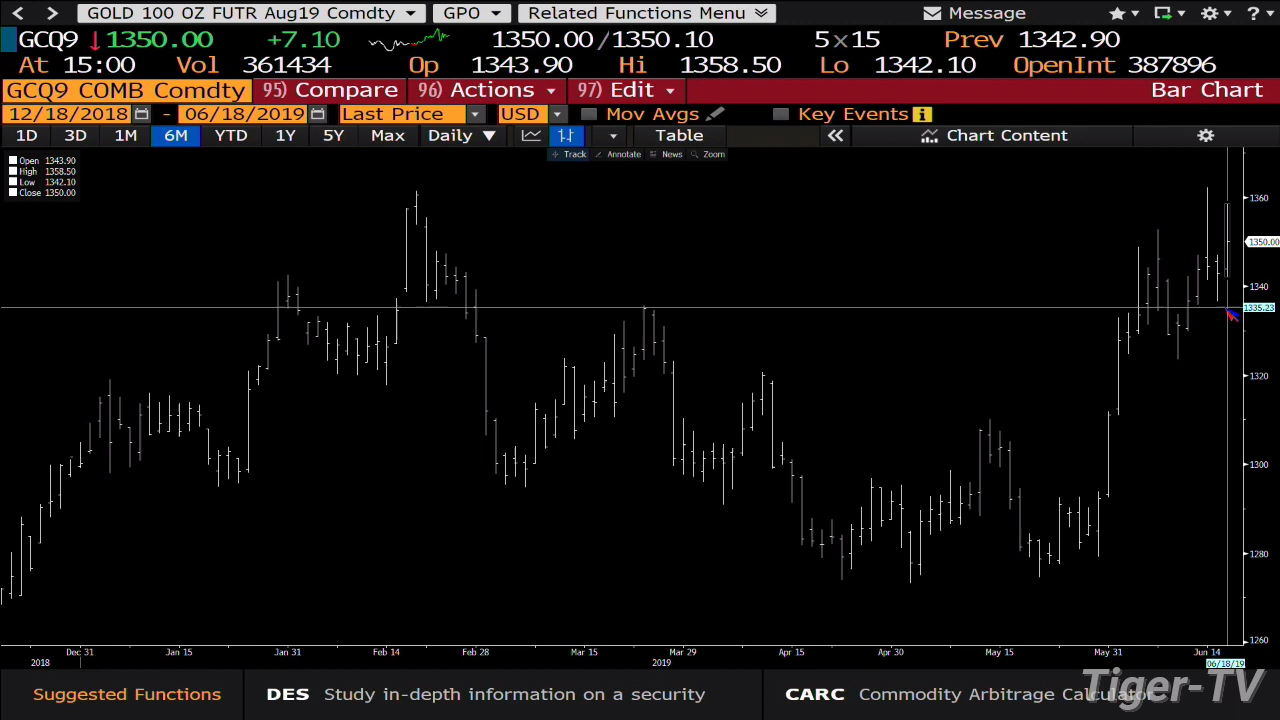 GOLD 100 OZ FUTR Aug19 Comdty GPO Related Functions Menu Message ?
GCQ9 1350.00 +7.10 1350.00/1350.10 5×15 Prev 1342.90
At 15:00 Vol 361434 Op 1343.90 Hi 1358.50 Lo 1342.10 OpenInt 387896
GCQ9 COMB Comdty 95) Compare 96) Actions 97) Edit Bar Chart
12/18/2018 - 06/18/2019 Last Price USD Mov Avgs Key Events i
1D 3D 1M 6M YTD 1Y 5Y Max Daily Table Chart Content
Track Annotate News Zoom
Open 1343.90
High 1358.50
Low 1342.10
Close 1350.00
1360
1350.00
1340
1335.23
1320
1300
1280
1260
Dec 31 Jan 15 Jan 31 Feb 14 Feb 28 Mar 15 Mar 29 Apr 15 Apr 30 May 15 May 31 Jun 14
2018 2019 06/18/19
Suggested Functions DES Study in-depth information on a security CARC Commodity Arbitrage Calculator
Tiger-TV